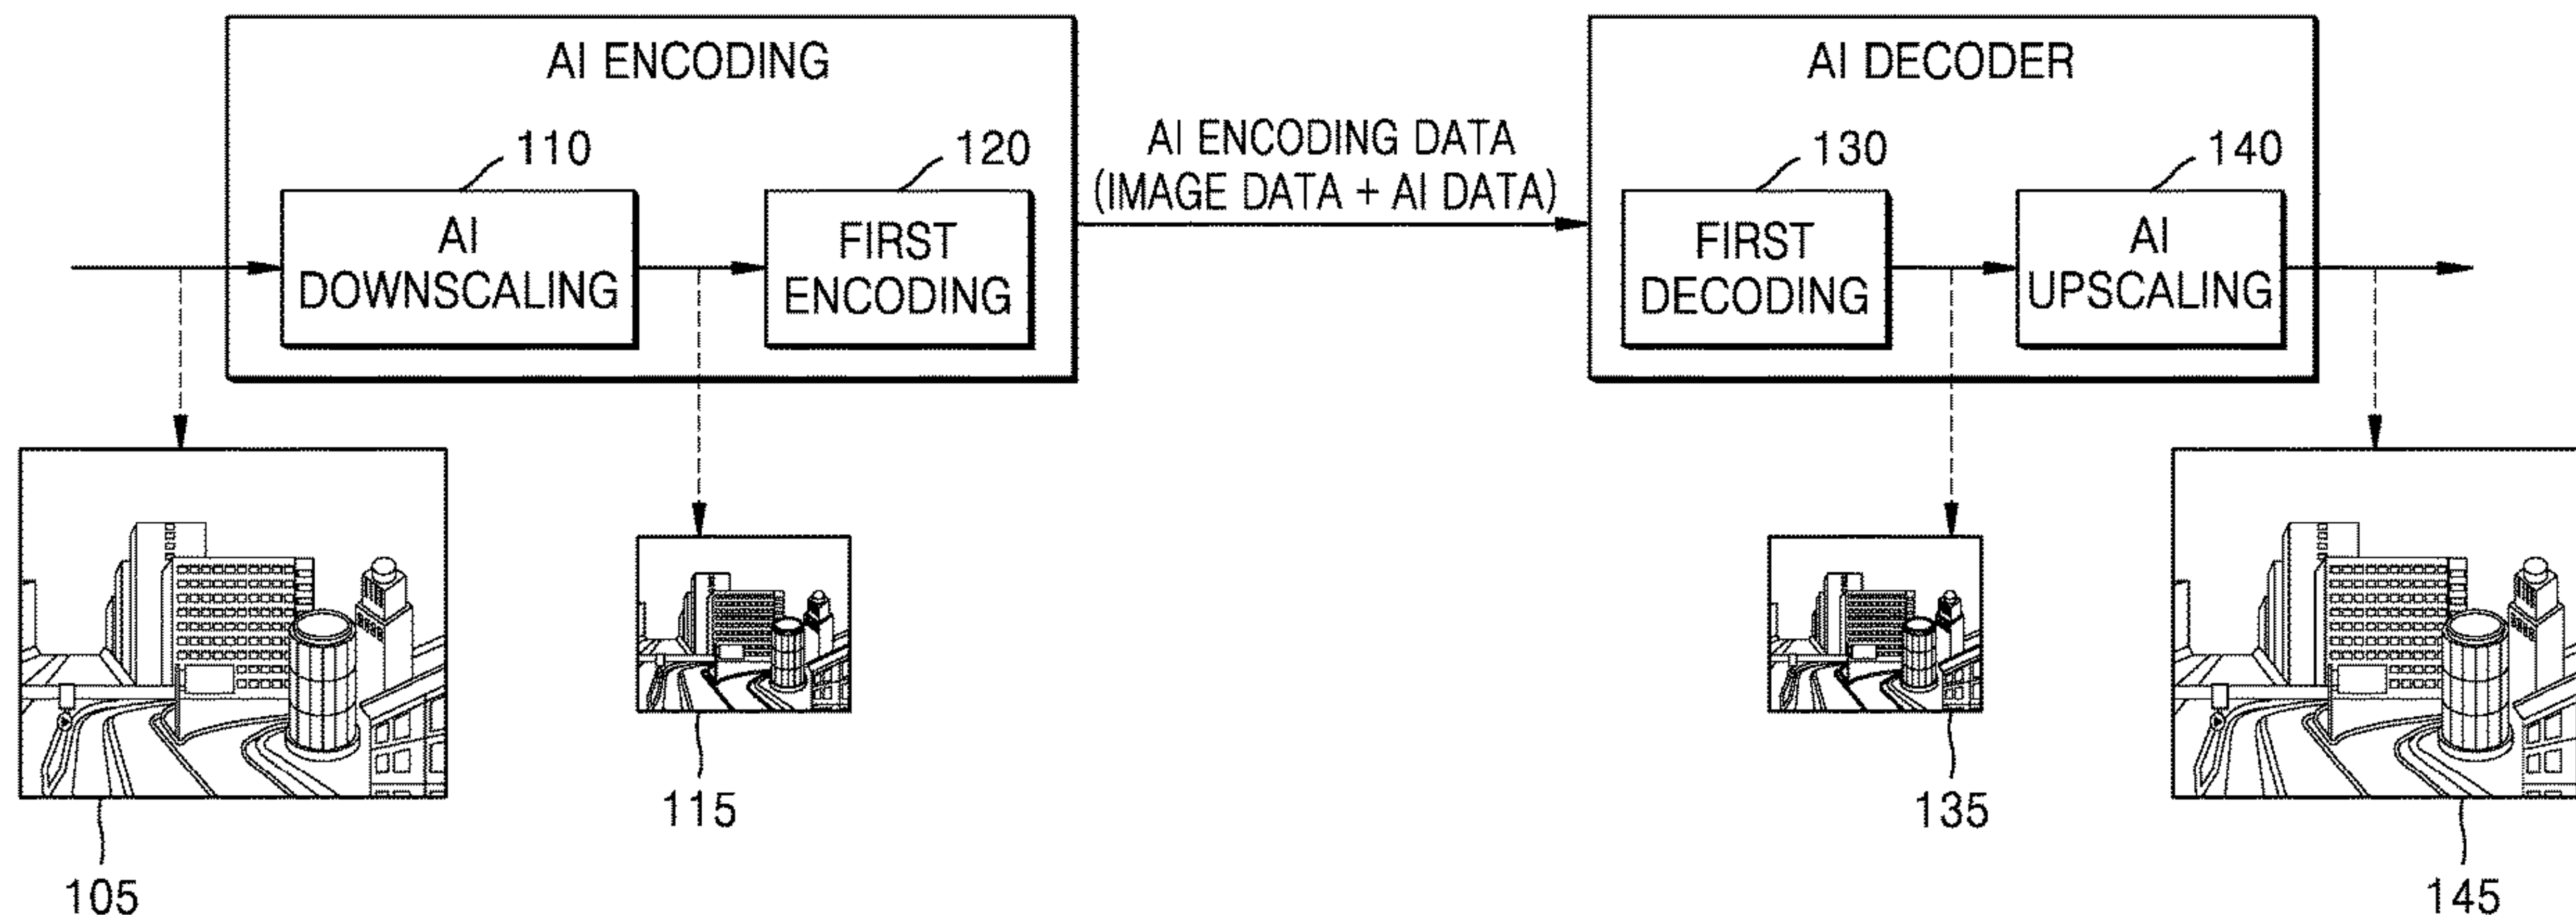 AI ENCODING
110
120
AI
DOWNSCALING
FIRST
ENCODING
AI ENCODING DATA
(IMAGE DATA + AI DATA)
AI DECODER
130
140
FIRST
DECODING
AI
UPSCALING
105
115
135
145